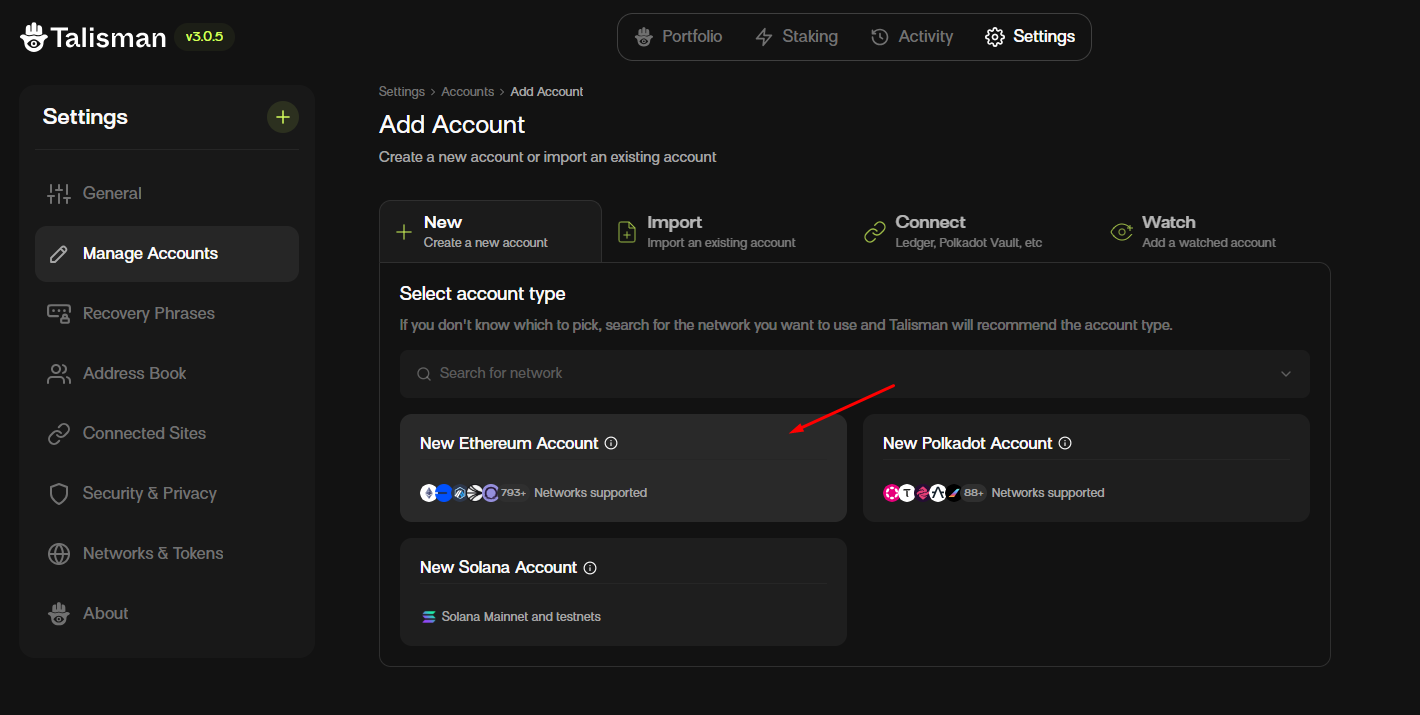 Talisman v3.0.5
Portfolio Staking Activity Settings
Settings
General
Manage Accounts
Recovery Phrases
Address Book
Connected Sites
Security & Privacy
Networks & Tokens
About
Settings > Accounts > Add Account
Add Account
Create a new account or import an existing account
New
Create a new account
Import
Import an existing account
Connect
Ledger, Polkadot Vault, etc
Watch
Add a watched account
Select account type
If you don't know which to pick, search for the network you want to use and Talisman will recommend the account type.
Search for network
New Ethereum Account
793+ Networks supported
New Polkadot Account
88+ Networks supported
New Solana Account
Solana Mainnet and testnets